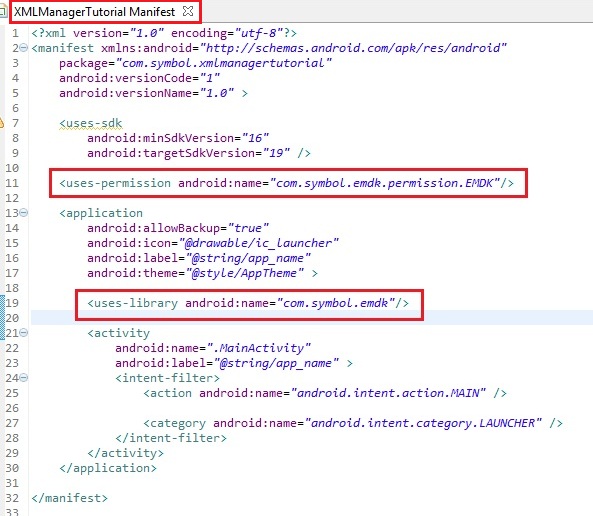 XMLManagerTutorial Manifest
1 <?xml version="1.0" encoding="utf-8"?>
2 <manifest xmlns:android="http://schemas.android.com/apk/res/android"
3     package="com.symbol.xmlmanagertutorial"
4     android:versionCode="1"
5     android:versionName="1.0" >
6
7     <uses-sdk
8         android:minSdkVersion="16"
9         android:targetSdkVersion="19" />
10
11     <uses-permission android:name="com.symbol.emdk.permission.EMDK"/>
12
13     <application
14         android:allowBackup="true"
15         android:icon="@drawable/ic_launcher"
16         android:label="@string/app_name"
17         android:theme="@style/AppTheme" >
18
19         <uses-library android:name="com.symbol.emdk"/>
20
21         <activity
22             android:name=".MainActivity"
23             android:label="@string/app_name" >
24             <intent-filter>
25                 <action android:name="android.intent.action.MAIN" />
26
27                 <category android:name="android.intent.category.LAUNCHER" />
28             </intent-filter>
29         </activity>
30     </application>
31
32 </manifest>
33